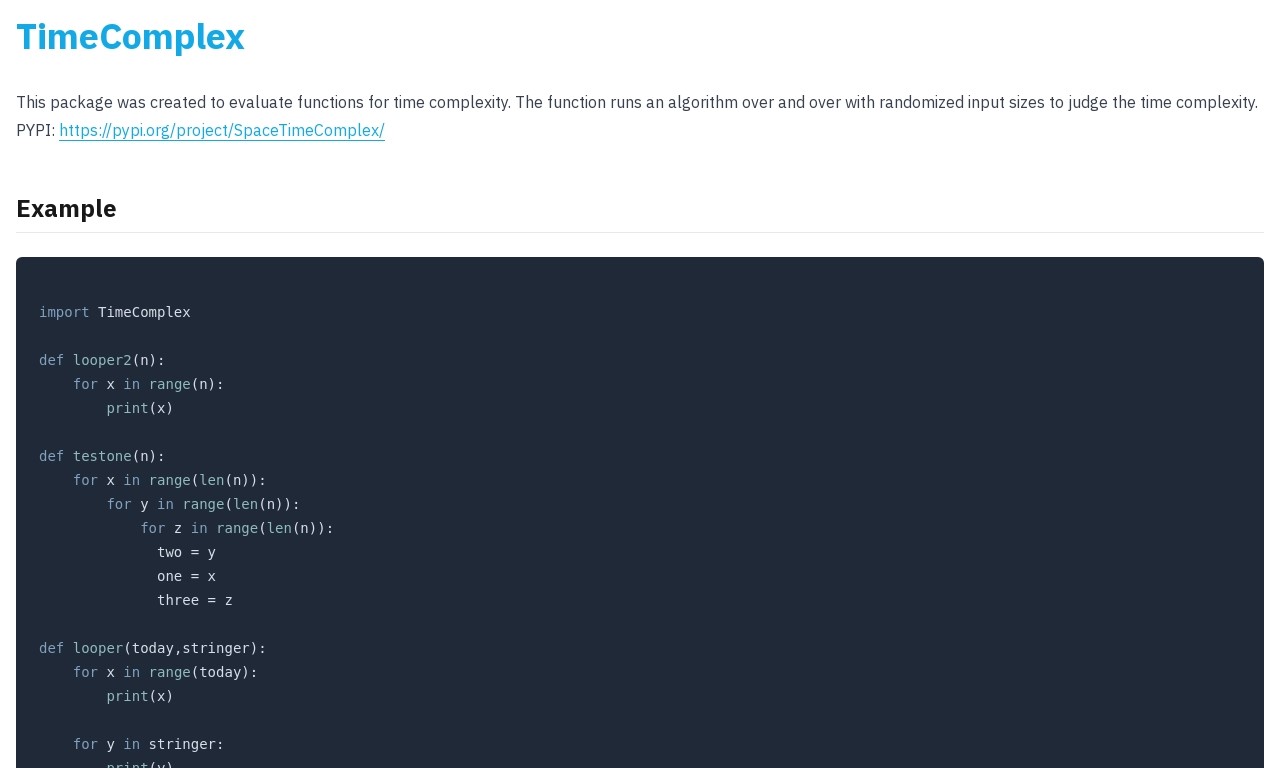 TimeComplex
This package was created to evaluate functions for time complexity. The function runs an algorithm over and over with randomized input sizes to judge the time complexity.
PYPI: https://pypi.org/project/SpaceTimeComplex/
Example
import TimeComplex
def looper2(n):
    for x in range(n):
        print(x)
def testone(n):
    for x in range(len(n)):
        for y in range(len(n)):
            for z in range(len(n)):
              two = y
              one = x
              three = z
def looper(today,stringer):
    for x in range(today):
        print(x)
    for y in stringer:
        print(y)